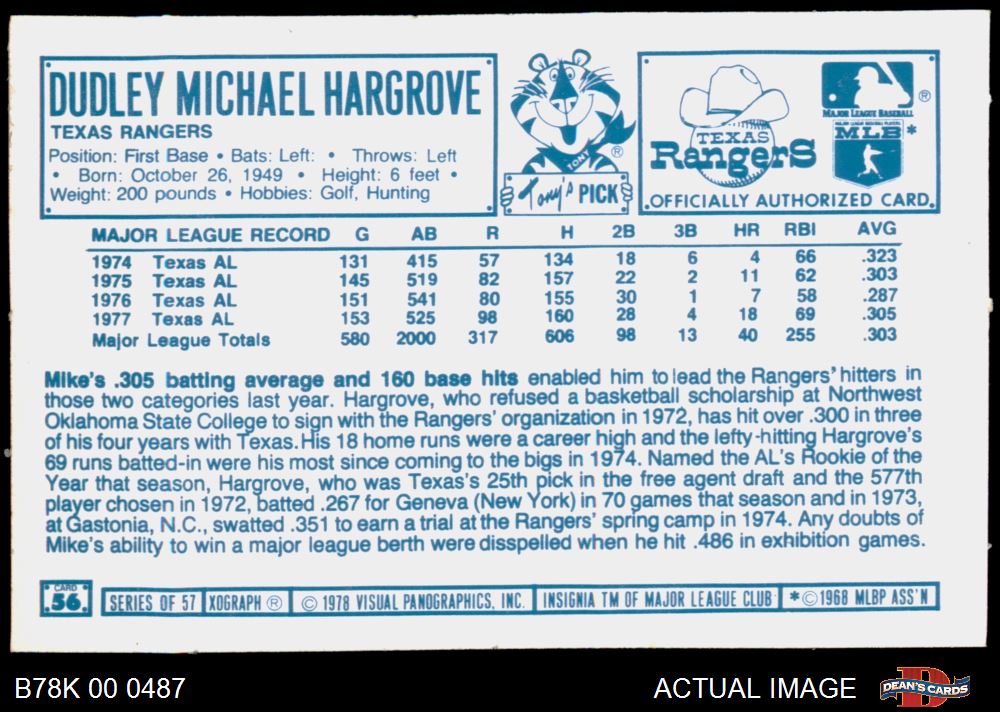 DUDLEY MICHAEL HARGROVE
TEXAS RANGERS
Position: First Base • Bats: Left: • Throws: Left
• Born: October 26, 1949 • Height: 6 feet •
Weight: 200 pounds • Hobbies: Golf, Hunting
TONY
®
Tony's PICK
TEXAS
Rangers
®
MAJOR LEAGUE BASEBALL
MAJOR LEAGUE BASEBALL PLAYERS
MLB*
OFFICIALLY AUTHORIZED CARD.
MAJOR LEAGUE RECORD G AB R H 2B 3B HR RBI AVG
1974 Texas AL 131 415 57 134 18 6 4 66 .323
1975 Texas AL 145 519 82 157 22 2 11 62 .303
1976 Texas AL 151 541 80 155 30 1 7 58 .287
1977 Texas AL 153 525 98 160 28 4 18 69 .305
Major League Totals 580 2000 317 606 98 13 40 255 .303
Mike's .305 batting average and 160 base hits enabled him to lead the Rangers' hitters in
those two categories last year. Hargrove, who refused a basketball scholarship at Northwest
Oklahoma State College to sign with the Rangers' organization in 1972, has hit over .300 in three
of his four years with Texas. His 18 home runs were a career high and the lefty-hitting Hargrove's
69 runs batted-in were his most since coming to the bigs in 1974. Named the AL's Rookie of the
Year that season, Hargrove, who was Texas's 25th pick in the free agent draft and the 577th
player chosen in 1972, batted .267 for Geneva (New York) in 70 games that season and in 1973,
at Gastonia, N.C., swatted .351 to earn a trial at the Rangers' spring camp in 1974. Any doubts of
Mike's ability to win a major league berth were disspelled when he hit .486 in exhibition games.
CARD
56
SERIES OF 57 XOGRAPH ® © 1978 VISUAL PANOGRAPHICS, INC. INSIGNIA TM OF MAJOR LEAGUE CLUB *©1968 MLBP ASS'N
B78K 00 0487
ACTUAL IMAGE
D
DEAN'S CARDS